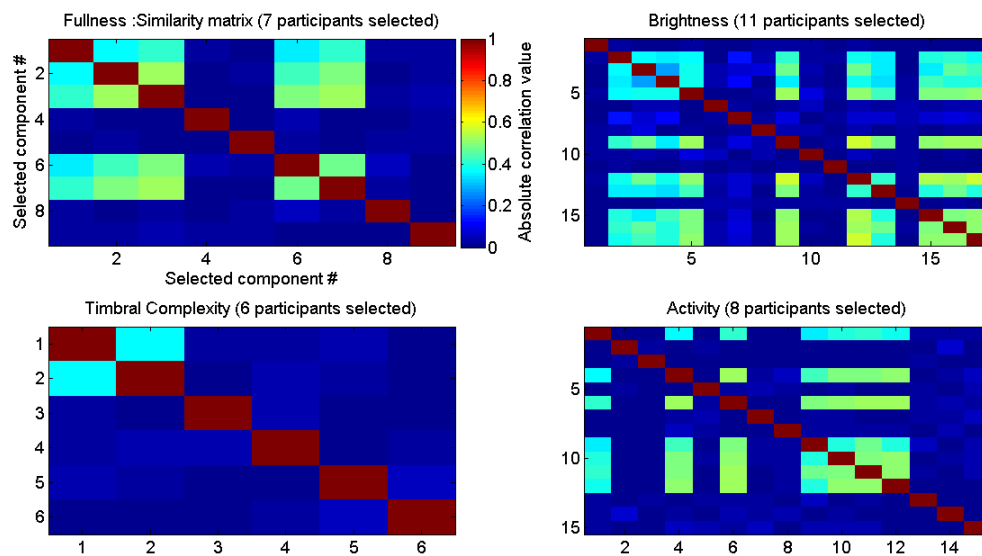 Fullness :Similarity matrix (7 participants selected)
2
4
6
8
2 4 6 8
Selected component #
Selected component #
1
0.8
0.6
0.4
0.2
0
Absolute correlation value
Brightness (11 participants selected)
5
10
15
5 10 15
Timbral Complexity (6 participants selected)
1
2
3
4
5
6
1 2 3 4 5 6
Activity (8 participants selected)
5
10
15
2 4 6 8 10 12 14